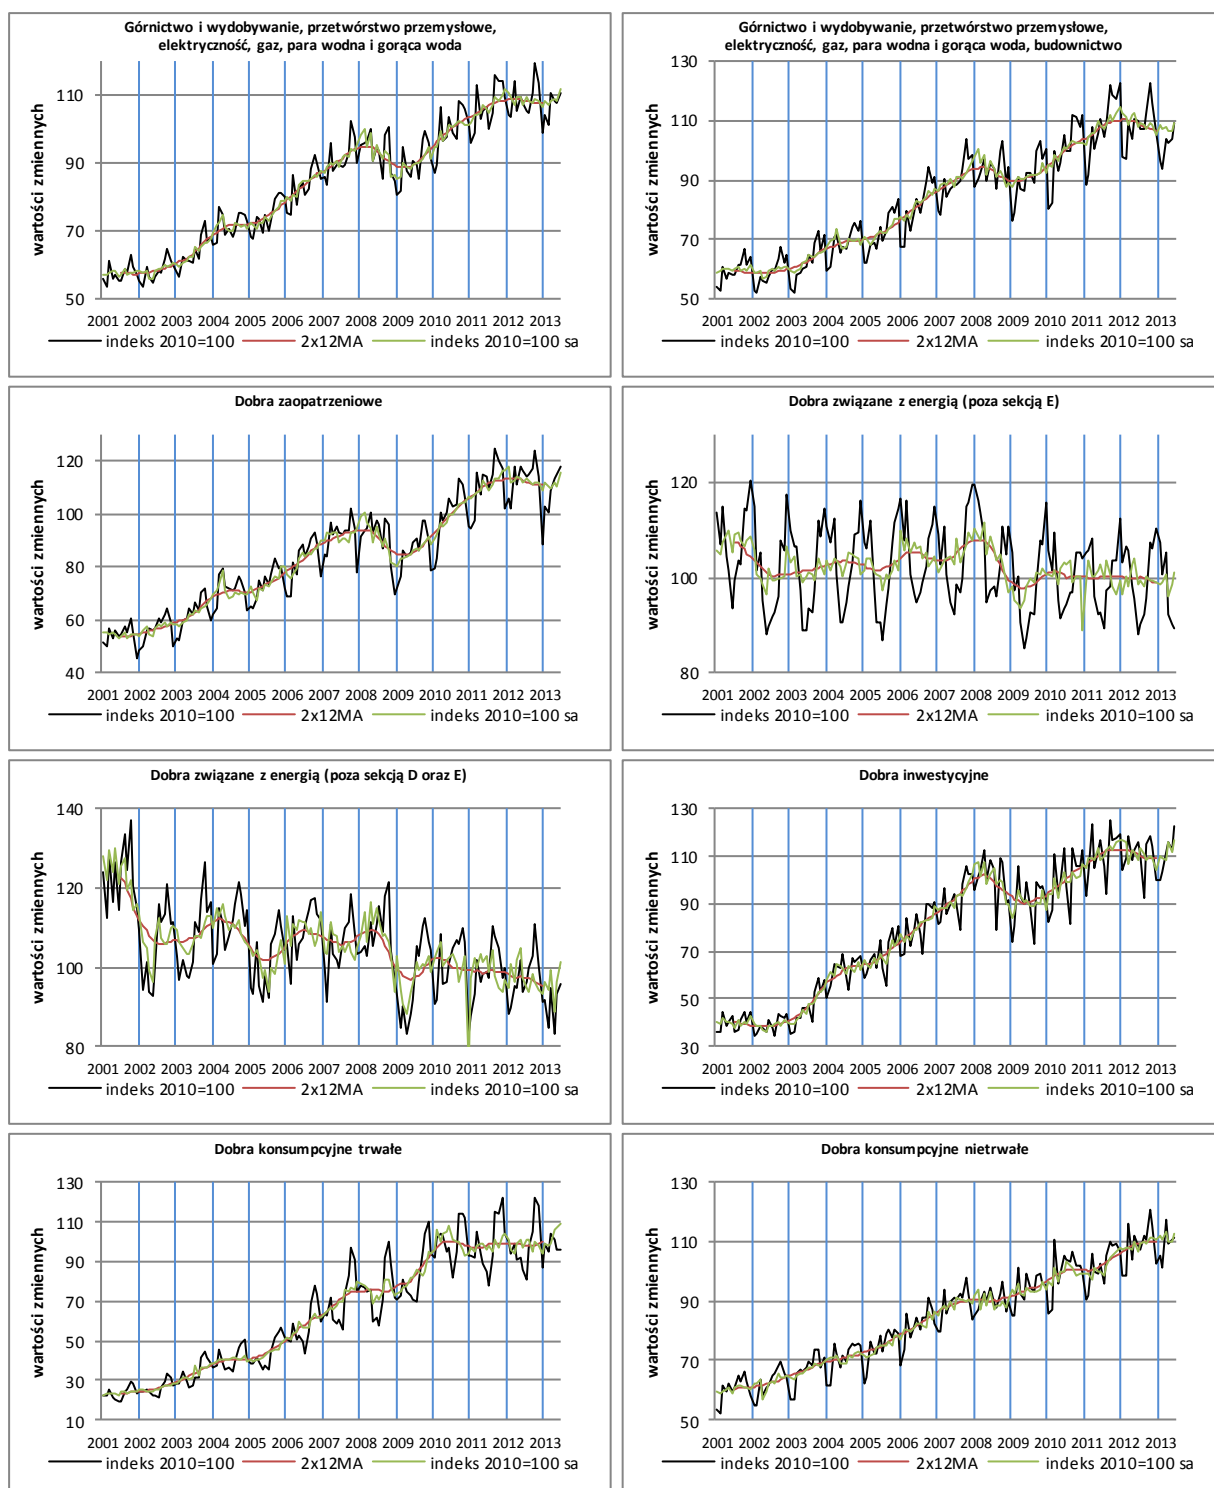 Górnictwo i wydobywanie, przetwórstwo przemysłowe,
elektryczność, gaz, para wodna i gorąca woda
wartości zmiennych
110
90
70
50
2001 2002 2003 2004 2005 2006 2007 2008 2009 2010 2011 2012 2013
indeks 2010=100 2x12MA indeks 2010=100 sa
Górnictwo i wydobywanie, przetwórstwo przemysłowe,
elektryczność, gaz, para wodna i gorąca woda, budownictwo
wartości zmiennych
130
110
90
70
50
2001 2002 2003 2004 2005 2006 2007 2008 2009 2010 2011 2012 2013
indeks 2010=100 2x12MA indeks 2010=100 sa
Dobra zaopatrzeniowe
wartości zmiennych
120
100
80
60
40
2001 2002 2003 2004 2005 2006 2007 2008 2009 2010 2011 2012 2013
indeks 2010=100 2x12MA indeks 2010=100 sa
Dobra związane z energią (poza sekcją E)
wartości zmiennych
120
100
80
2001 2002 2003 2004 2005 2006 2007 2008 2009 2010 2011 2012 2013
indeks 2010=100 2x12MA indeks 2010=100 sa
Dobra związane z energią (poza sekcją D oraz E)
wartości zmiennych
140
120
100
80
2001 2002 2003 2004 2005 2006 2007 2008 2009 2010 2011 2012 2013
indeks 2010=100 2x12MA indeks 2010=100 sa
Dobra inwestycyjne
wartości zmiennych
130
110
90
70
50
30
2001 2002 2003 2004 2005 2006 2007 2008 2009 2010 2011 2012 2013
indeks 2010=100 2x12MA indeks 2010=100 sa
Dobra konsumpcyjne trwałe
wartości zmiennych
130
110
90
70
50
30
10
2001 2002 2003 2004 2005 2006 2007 2008 2009 2010 2011 2012 2013
indeks 2010=100 2x12MA indeks 2010=100 sa
Dobra konsumpcyjne nietrwałe
wartości zmiennych
130
110
90
70
50
2001 2002 2003 2004 2005 2006 2007 2008 2009 2010 2011 2012 2013
indeks 2010=100 2x12MA indeks 2010=100 sa